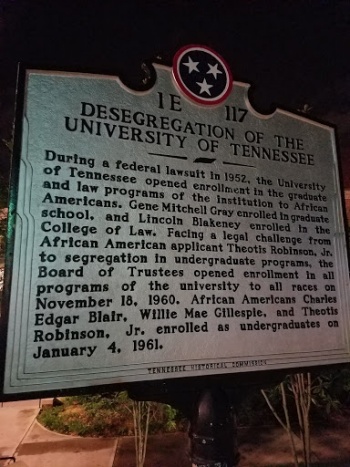 1E 117
DESEGREGATION OF THE
UNIVERSITY OF TENNESSEE
During a federal lawsuit in 1952, the University
of Tennessee opened enrollment in the graduate
and law programs of the institution to African
Americans. Gene Mitchell Gray enrolled in graduate
school, and Lincoln Blakeney enrolled in the
College of Law. Facing a legal challenge from
African American applicant Theotis Robinson, Jr.
to segregation in undergraduate programs, the
Board of Trustees opened enrollment in all
programs of the university to all races on
November 18, 1960. African Americans Charles
Edgar Blair, Willie Mae Gillespie, and Theotis
Robinson, Jr. enrolled as undergraduates on
January 4, 1961.
TENNESSEE HISTORICAL COMMISSION